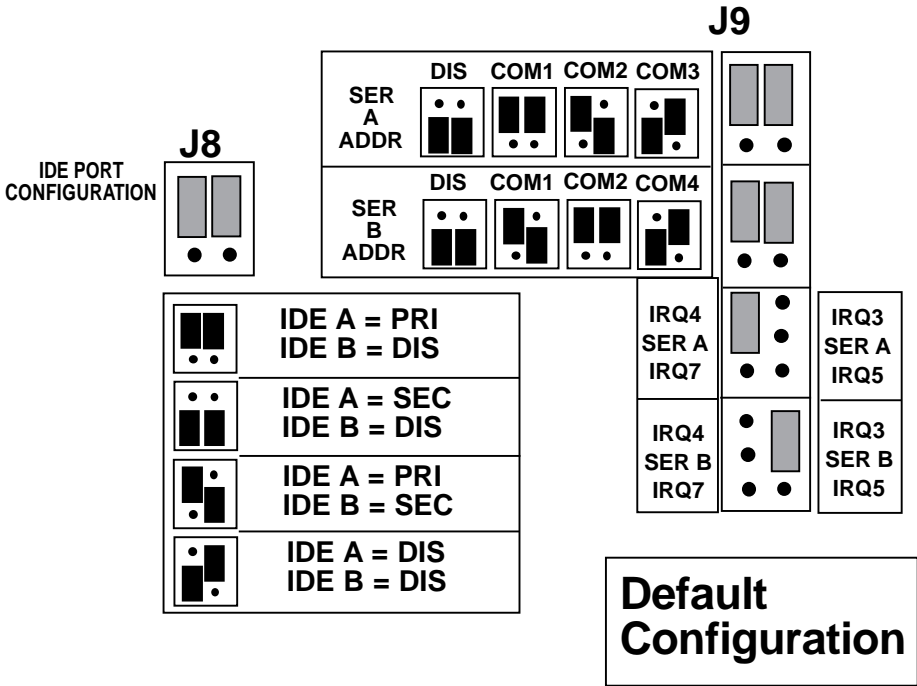 J9
DIS COM1 COM2 COM3
SER
A
ADDR
J8
IDE PORT
CONFIGURATION
DIS COM1 COM2 COM4
SER
B
ADDR
IRQ4
SER A
IRQ7
IRQ3
SER A
IRQ5
IRQ4
SER B
IRQ7
IRQ3
SER B
IRQ5
IDE A = PRI
IDE B = DIS
IDE A = SEC
IDE B = DIS
IDE A = PRI
IDE B = SEC
IDE A = DIS
IDE B = DIS
Default
Configuration